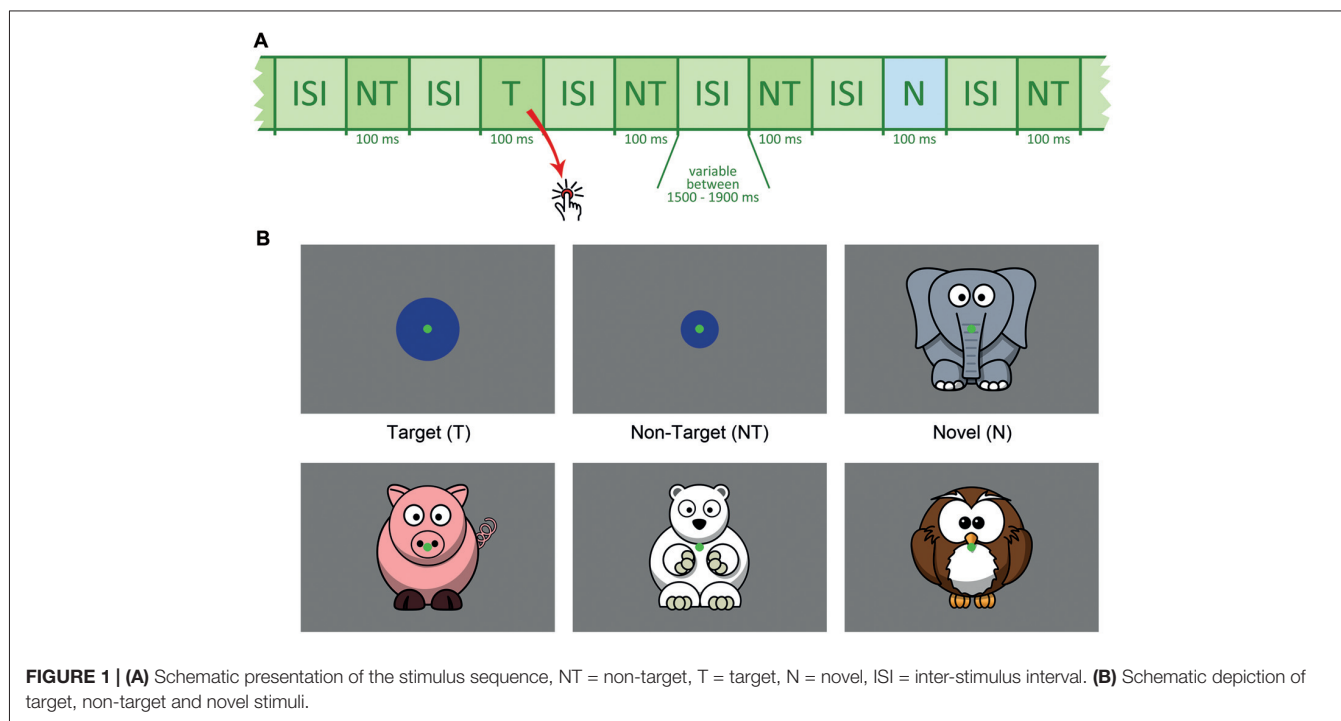 A
ISI NT ISI T ISI NT ISI NT ISI N ISI NT
100 ms 100 ms 100 ms 100 ms 100 ms 100 ms
variable
between
1500 - 1900 ms
B
Target (T) Non-Target (NT) Novel (N)
FIGURE 1 | (A) Schematic presentation of the stimulus sequence, NT = non-target, T = target, N = novel, ISI = inter-stimulus interval. (B) Schematic depiction of
target, non-target and novel stimuli.